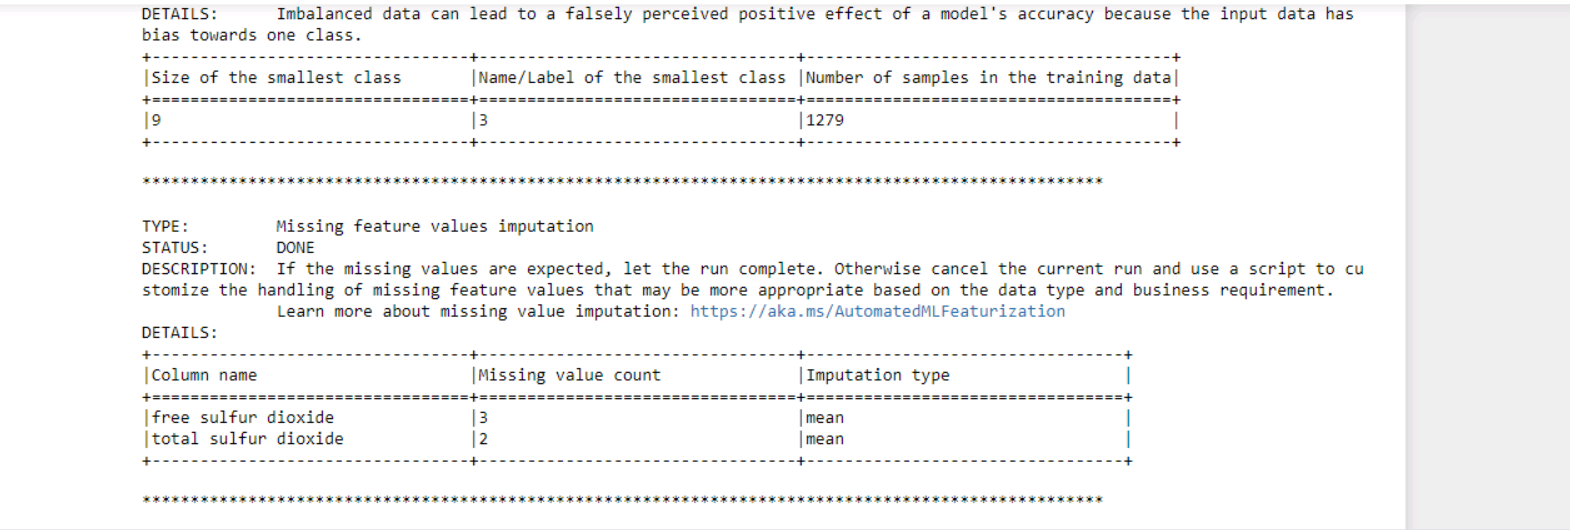 DETAILS:      Imbalanced data can lead to a falsely perceived positive effect of a model's accuracy because the input data has
bias towards one class.
+---------------------------------+---------------------------------+--------------------------------------+
|Size of the smallest class       |Name/Label of the smallest class |Number of samples in the training data|
+=================================+=================================+======================================+
|9                                |3                                |1279                                  |
+---------------------------------+---------------------------------+--------------------------------------+
****************************************************************************************************
TYPE:         Missing feature values imputation
STATUS:       DONE
DESCRIPTION:  If the missing values are expected, let the run complete. Otherwise cancel the current run and use a script to cu
stomize the handling of missing feature values that may be more appropriate based on the data type and business requirement.
              Learn more about missing value imputation: https://aka.ms/AutomatedMLFeaturization
DETAILS:
+---------------------------------+---------------------------------+---------------------------------+
|Column name                      |Missing value count              |Imputation type                  |
+=================================+=================================+=================================+
|free sulfur dioxide              |3                                |mean                             |
|total sulfur dioxide             |2                                |mean                             |
+---------------------------------+---------------------------------+---------------------------------+
****************************************************************************************************